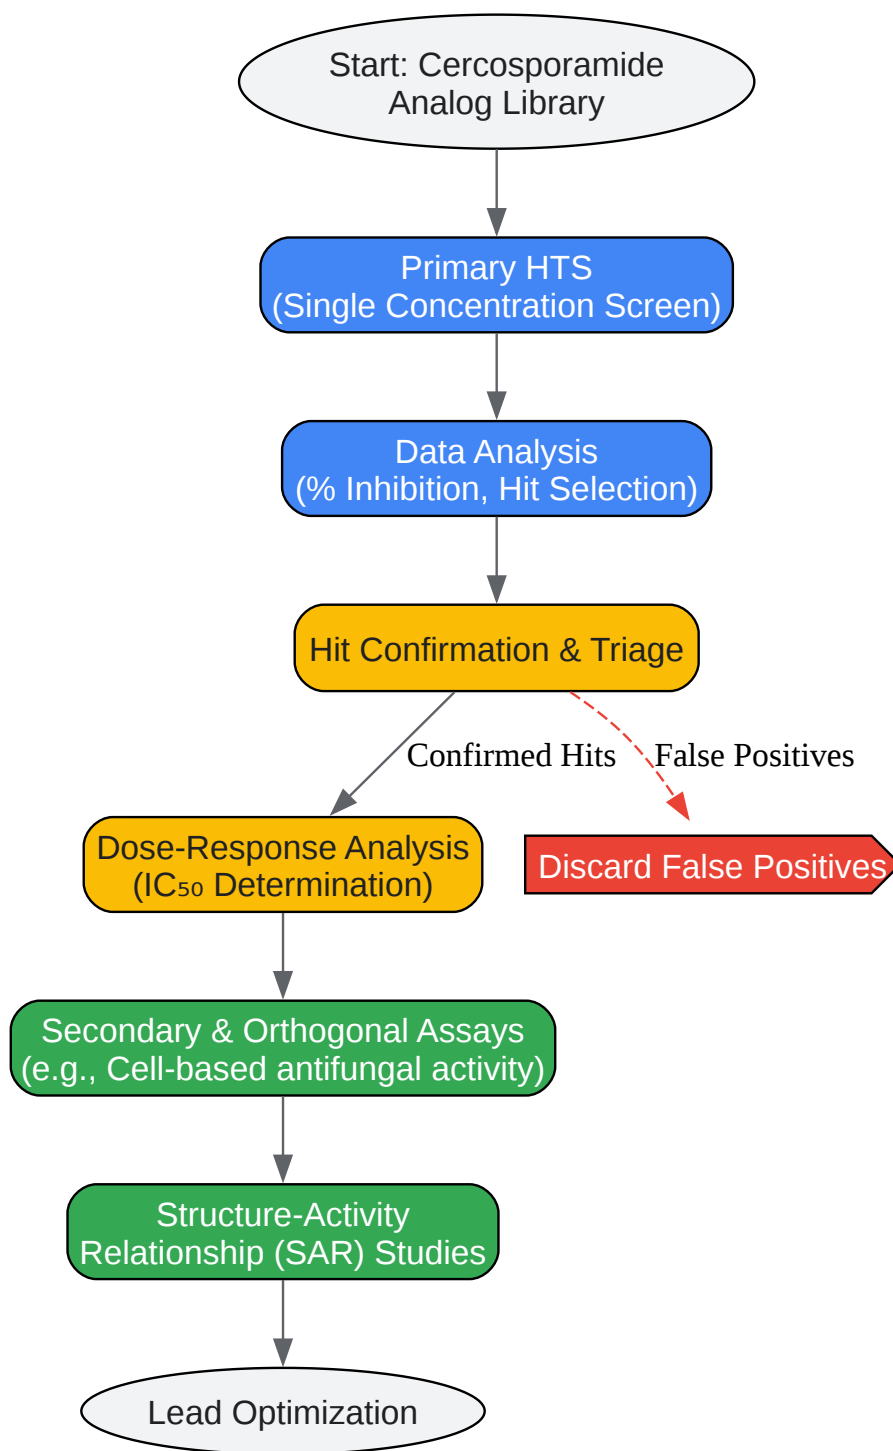 Start: Cercosporamide
Analog Library
Primary HTS
(Single Concentration Screen)
Data Analysis
(% Inhibition, Hit Selection)
Hit Confirmation & Triage
Confirmed Hits
False Positives
Dose-Response Analysis
(IC₅₀ Determination)
Discard False Positives
Secondary & Orthogonal Assays
(e.g., Cell-based antifungal activity)
Structure-Activity
Relationship (SAR) Studies
Lead Optimization